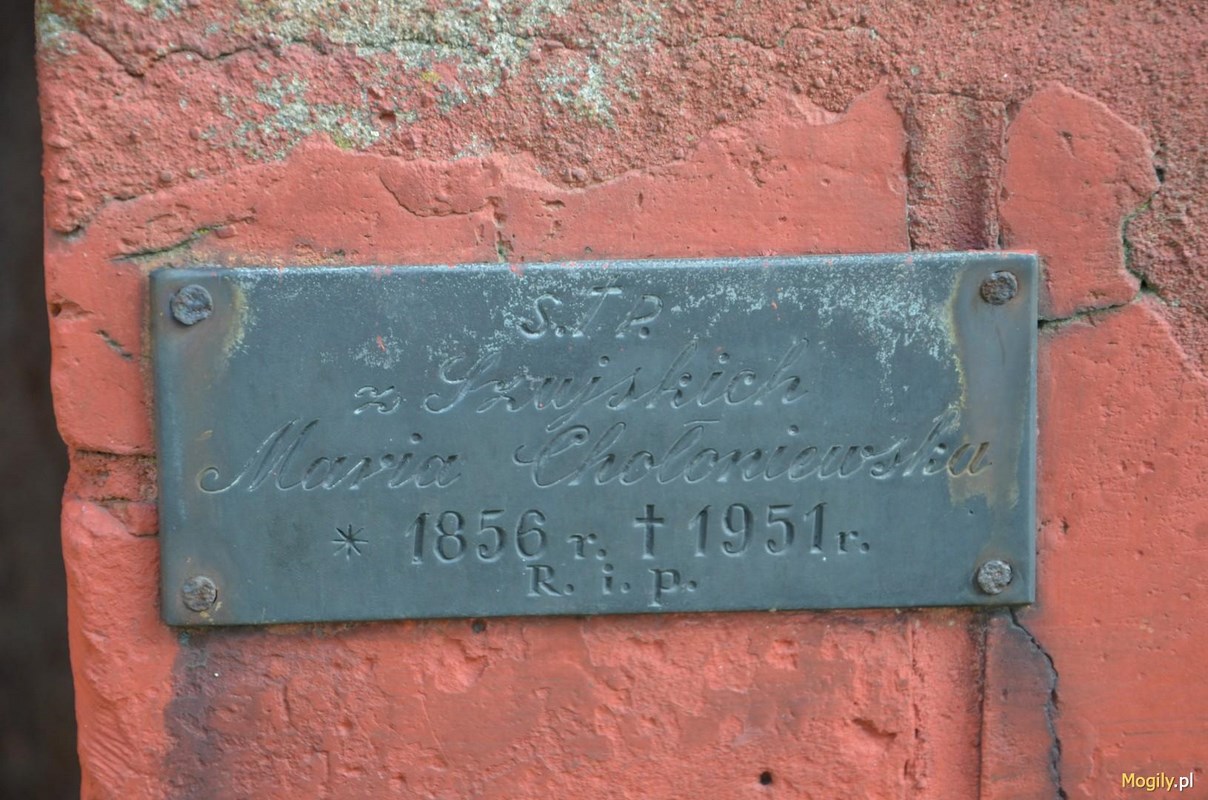 S. † P.
z Szujskich
Maria Chołoniewska
* 1856 r. † 1951 r.
R. i. p.
Mogily.pl